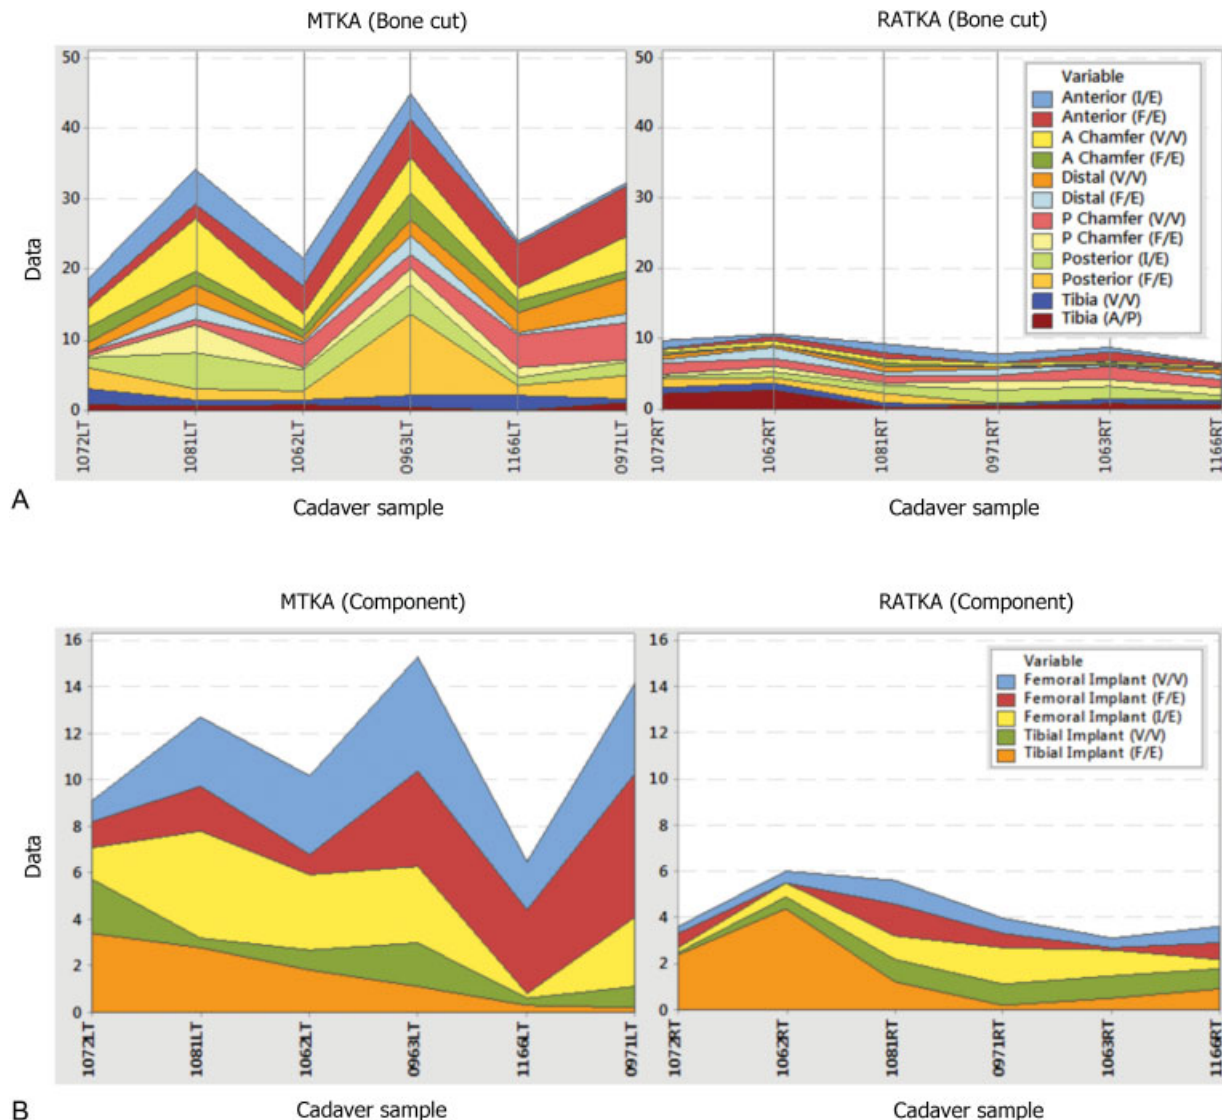 A
MTKA (Bone cut)
RATKA (Bone cut)
50
40
30
20
10
0
Data
1072LT
1081LT
1062LT
0963LT
1166LT
0971LT
Cadaver sample
50
40
30
20
10
0
Variable
Anterior (I/E)
Anterior (F/E)
A Chamfer (V/V)
A Chamfer (F/E)
Distal (V/V)
Distal (F/E)
P Chamfer (V/V)
P Chamfer (F/E)
Posterior (I/E)
Posterior (F/E)
Tibia (V/V)
Tibia (A/P)
1072RT
1062RT
1081RT
0971RT
1063RT
1166RT
Cadaver sample
A
MTKA (Component)
RATKA (Component)
16
14
12
10
8
6
4
2
0
Data
1072LT
1081LT
1062LT
0963LT
1166LT
0971LT
Cadaver sample
16
14
12
10
8
6
4
2
0
Variable
Femoral Implant (V/V)
Femoral Implant (F/E)
Femoral Implant (I/E)
Tibial Implant (V/V)
Tibial Implant (F/E)
1072RT
1062RT
1081RT
0971RT
1063RT
1166RT
Cadaver sample
B